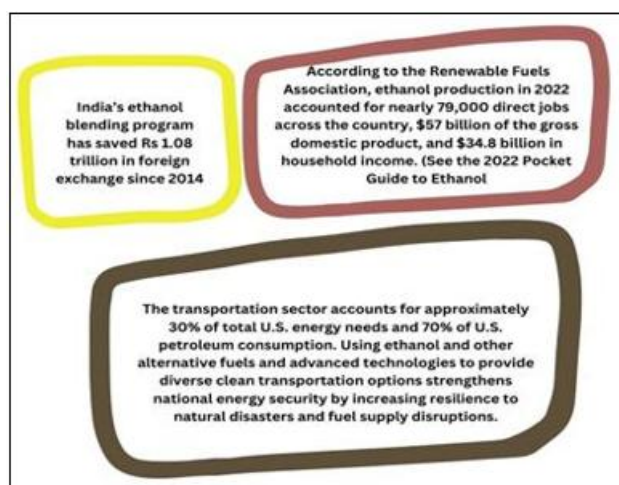 India's ethanol
blending program
has saved Rs 1.08
trillion in foreign
exchange since 2014
According to the Renewable Fuels
Association, ethanol production in 2022
accounted for nearly 79,000 direct jobs
across the country, $57 billion of the gross
domestic product, and $34.8 billion in
household income. (See the 2022 Pocket
Guide to Ethanol
The transportation sector accounts for approximately
30% of total U.S. energy needs and 70% of U.S.
petroleum consumption. Using ethanol and other
alternative fuels and advanced technologies to provide
diverse clean transportation options strengthens
national energy security by increasing resilience to
natural disasters and fuel supply disruptions.